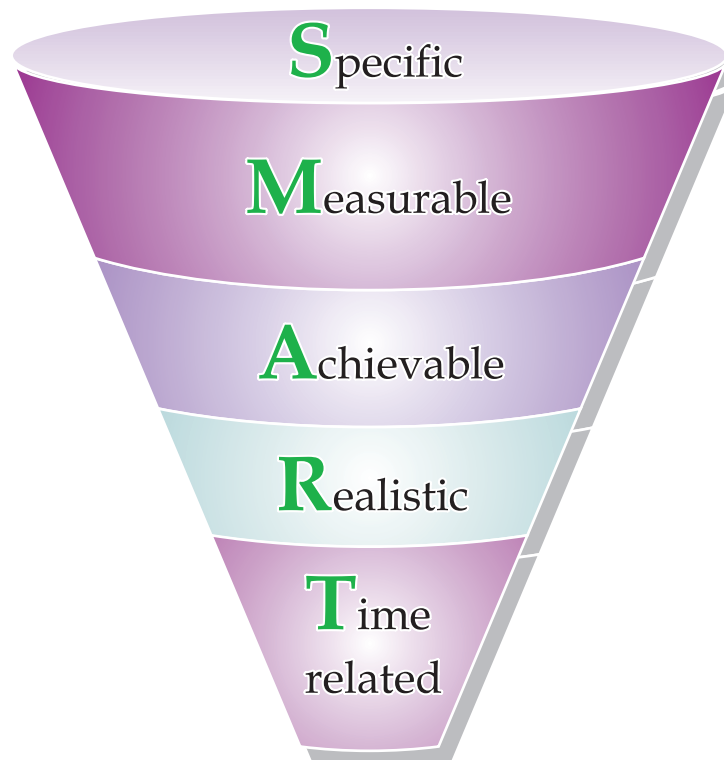 Specific
Measurable
Achievable
Realistic
Time
related